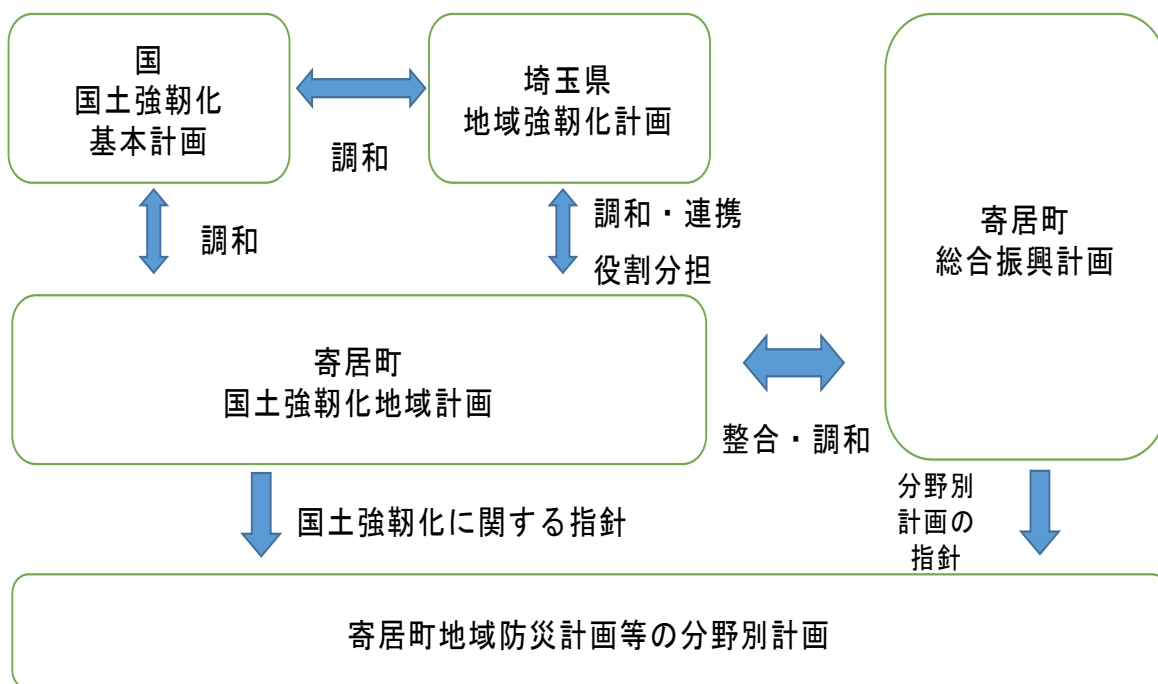 国
国土強靭化
基本計画
調和
埼玉県
地域強靭化計画
調和
調和・連携
役割分担
寄居町
総合振興計画
寄居町
国土強靭化地域計画
整合・調和
国土強靭化に関する指針
分野別
計画の
指針
寄居町地域防災計画等の分野別計画